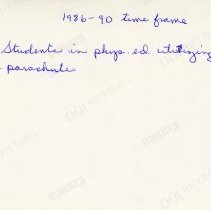 1986-90 time frame
Students in phys. ed. utilizing
parachute.